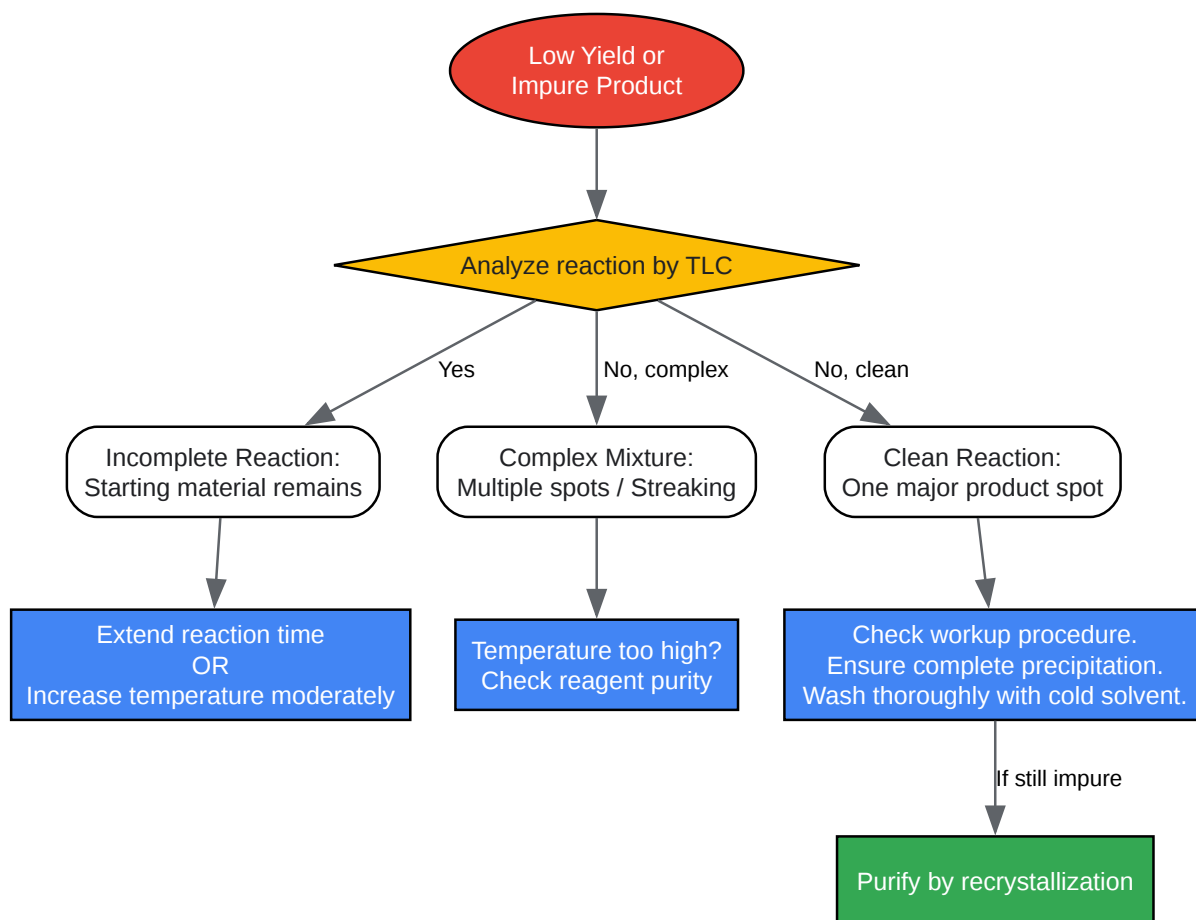 Low Yield or
Impure Product
Analyze reaction by TLC
Yes
No, complex
No, clean
Incomplete Reaction:
Starting material remains
Complex Mixture:
Multiple spots / Streaking
Clean Reaction:
One major product spot
Extend reaction time
OR
Increase temperature moderately
Temperature too high?
Check reagent purity
Check workup procedure.
Ensure complete precipitation.
Wash thoroughly with cold solvent.
If still impure
Purify by recrystallization